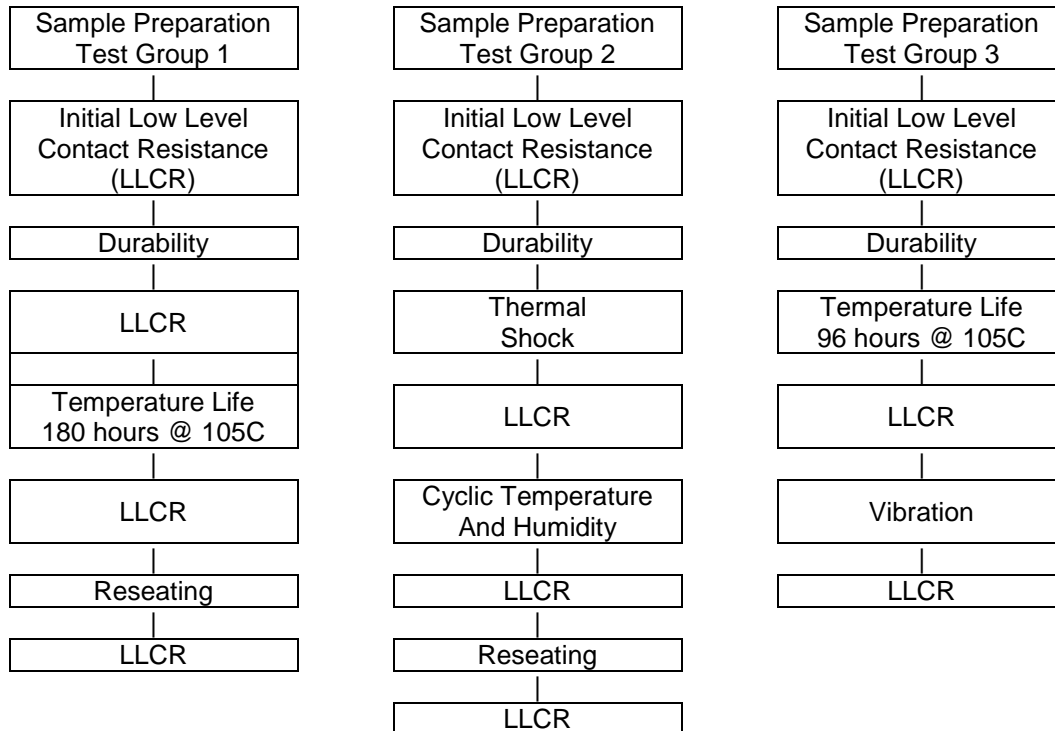 Sample Preparation
Test Group 1
Initial Low Level
Contact Resistance
(LLCR)
Durability
LLCR
Temperature Life
180 hours @ 105C
LLCR
Reseating
LLCR
Sample Preparation
Test Group 2
Initial Low Level
Contact Resistance
(LLCR)
Durability
Thermal
Shock
LLCR
Cyclic Temperature
And Humidity
LLCR
Reseating
LLCR
Sample Preparation
Test Group 3
Initial Low Level
Contact Resistance
(LLCR)
Durability
Temperature Life
96 hours @ 105C
LLCR
Vibration
LLCR